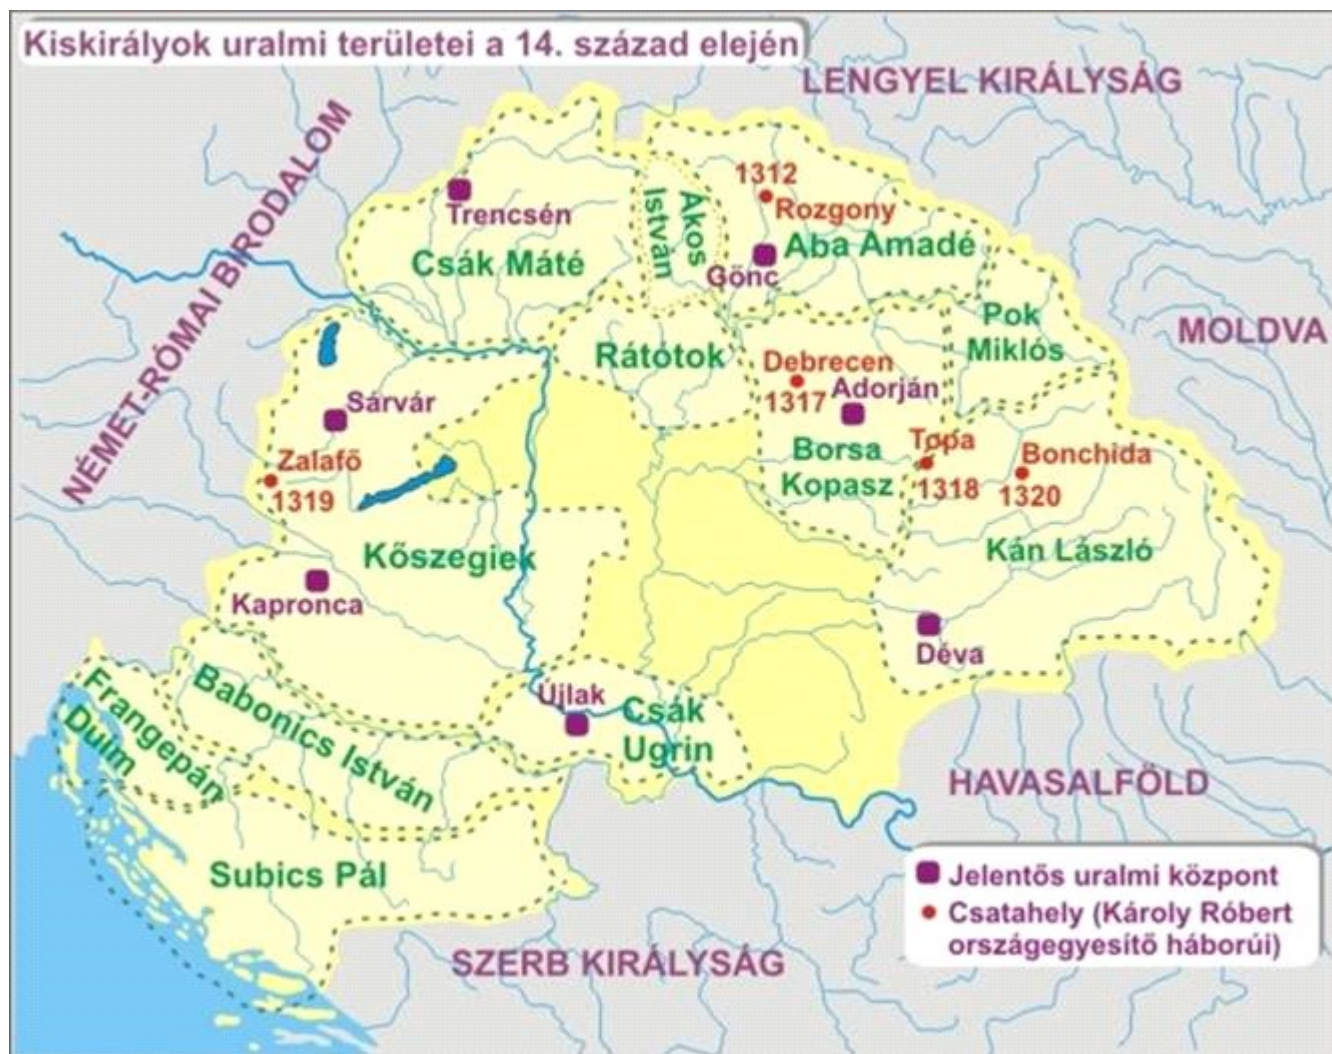 Kiskirályok uralmi területei a 14. század elején
LENGYEL KIRÁLYSÁG
NÉMET-RÓMAI BIRODALOM
1312
Rozgony
Trencsén
Ákos
István
Aba Amadé
Csák Máté
Gönc
Pok
Miklós
MOLDVA
Rátótok
Debrecen
1317
Adorján
Sárvár
Zalafő
1319
Borsa
Kopasz
Topa
1318
Bonchida
1320
Kőszegiek
Kán László
Kapronca
Déva
Újlak
Csák
Ugrin
Babonics István
Frangepán
Duim
HAVASALFÖLD
Subics Pál
SZERB KIRÁLYSÁG
Jelentős uralmi központ
Csatahely (Károly Róbert
országegyesítő háborúi)